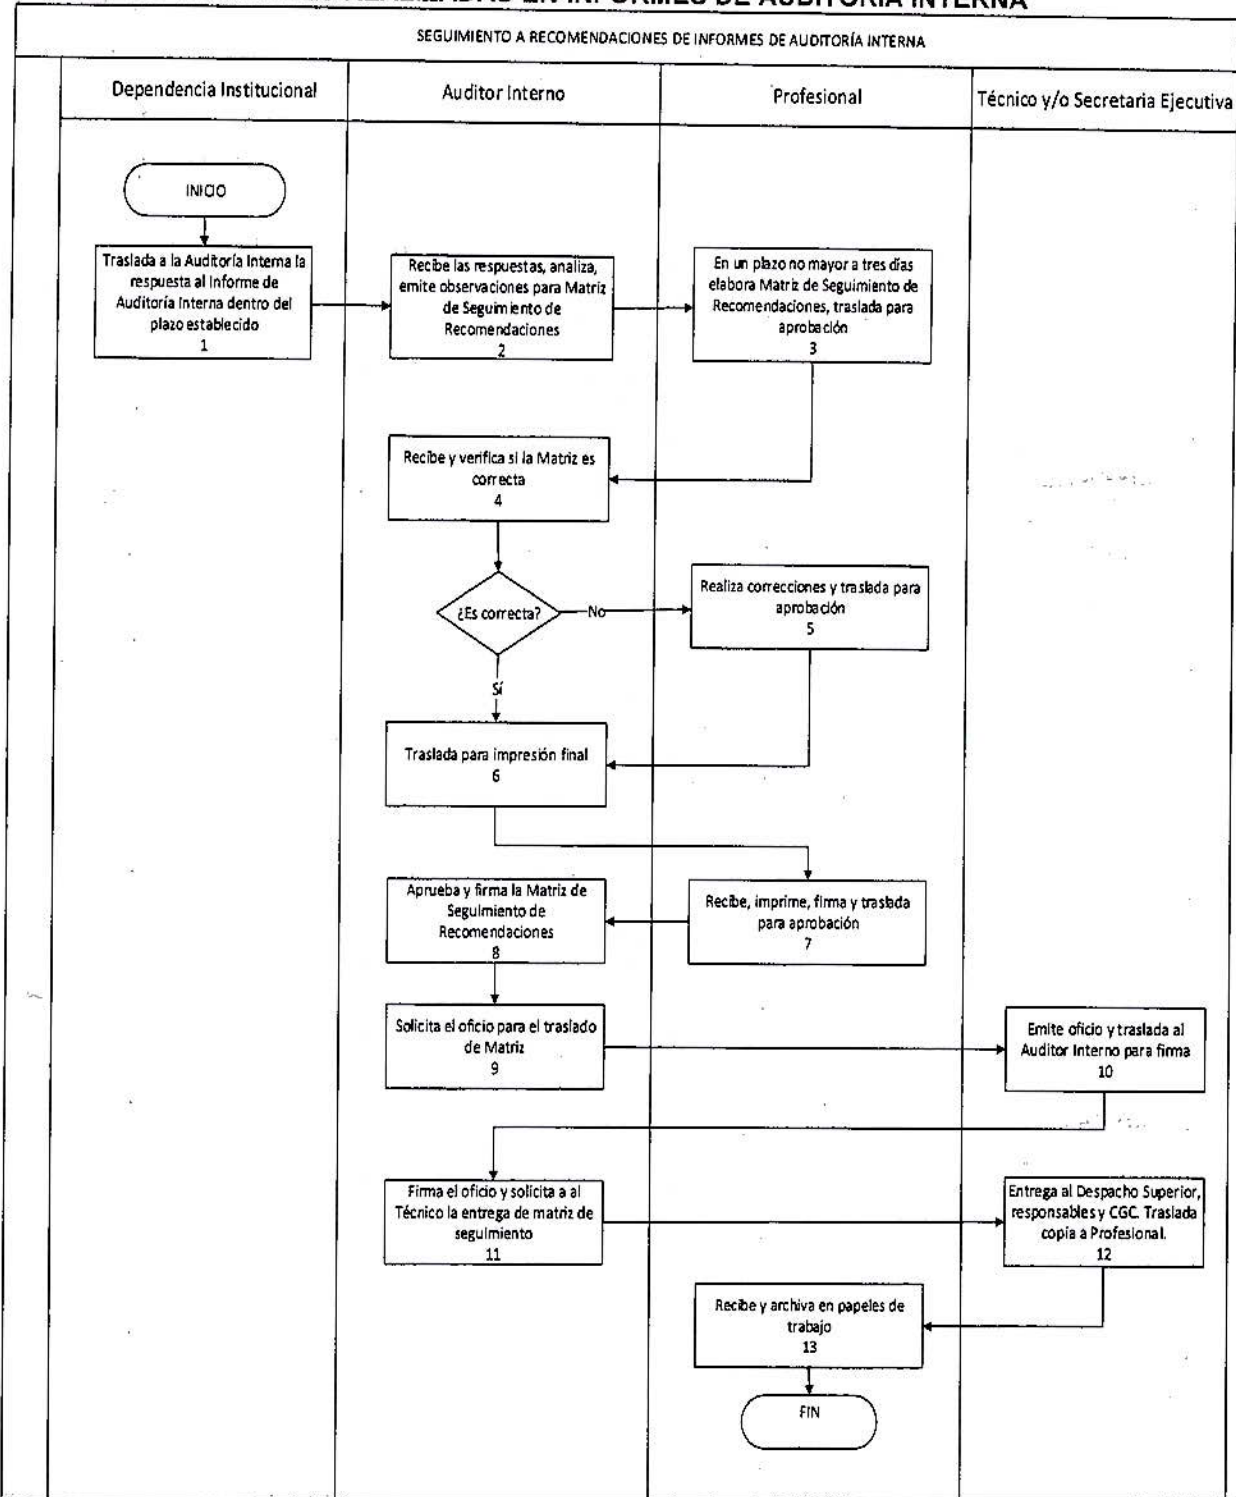 EN INFORMES DE AUDITORÍA INTERNA
SEGUIMIENTO A RECOMENDACIONES DE INFORMES DE AUDITORÍA INTERNA
Dependencia Institucional
Auditor Interno
Profesional
Técnico y/o Secretaria Ejecutiva
INICIO
Traslada a la Auditoría Interna la
respuesta al Informe de
Auditoría Interna dentro del
plazo establecido
1
Recibe las respuestas, analiza,
emite observaciones para Matriz
de Seguimiento de
Recomendaciones
2
En un plazo no mayor a tres días
elabora Matriz de Seguimiento de
Recomendaciones, traslada para
aprobación
3
Recibe y verifica si la Matriz es
correcta
4
¿Es correcta?
No
Realiza correcciones y traslada para
aprobación
5
Sí
Traslada para impresión final
6
Recibe, imprime, firma y traslada
para aprobación
7
Aprueba y firma la Matriz de
Seguimiento de
Recomendaciones
8
Solicita el oficio para el traslado
de Matriz
9
Emite oficio y traslada al
Auditor Interno para firma
10
Firma el oficio y solicita a al
Técnico la entrega de matriz de
seguimiento
11
Entrega al Despacho Superior,
responsables y CGC. Traslada
copia a Profesional.
12
Recibe y archiva en papeles de
trabajo
13
FIN